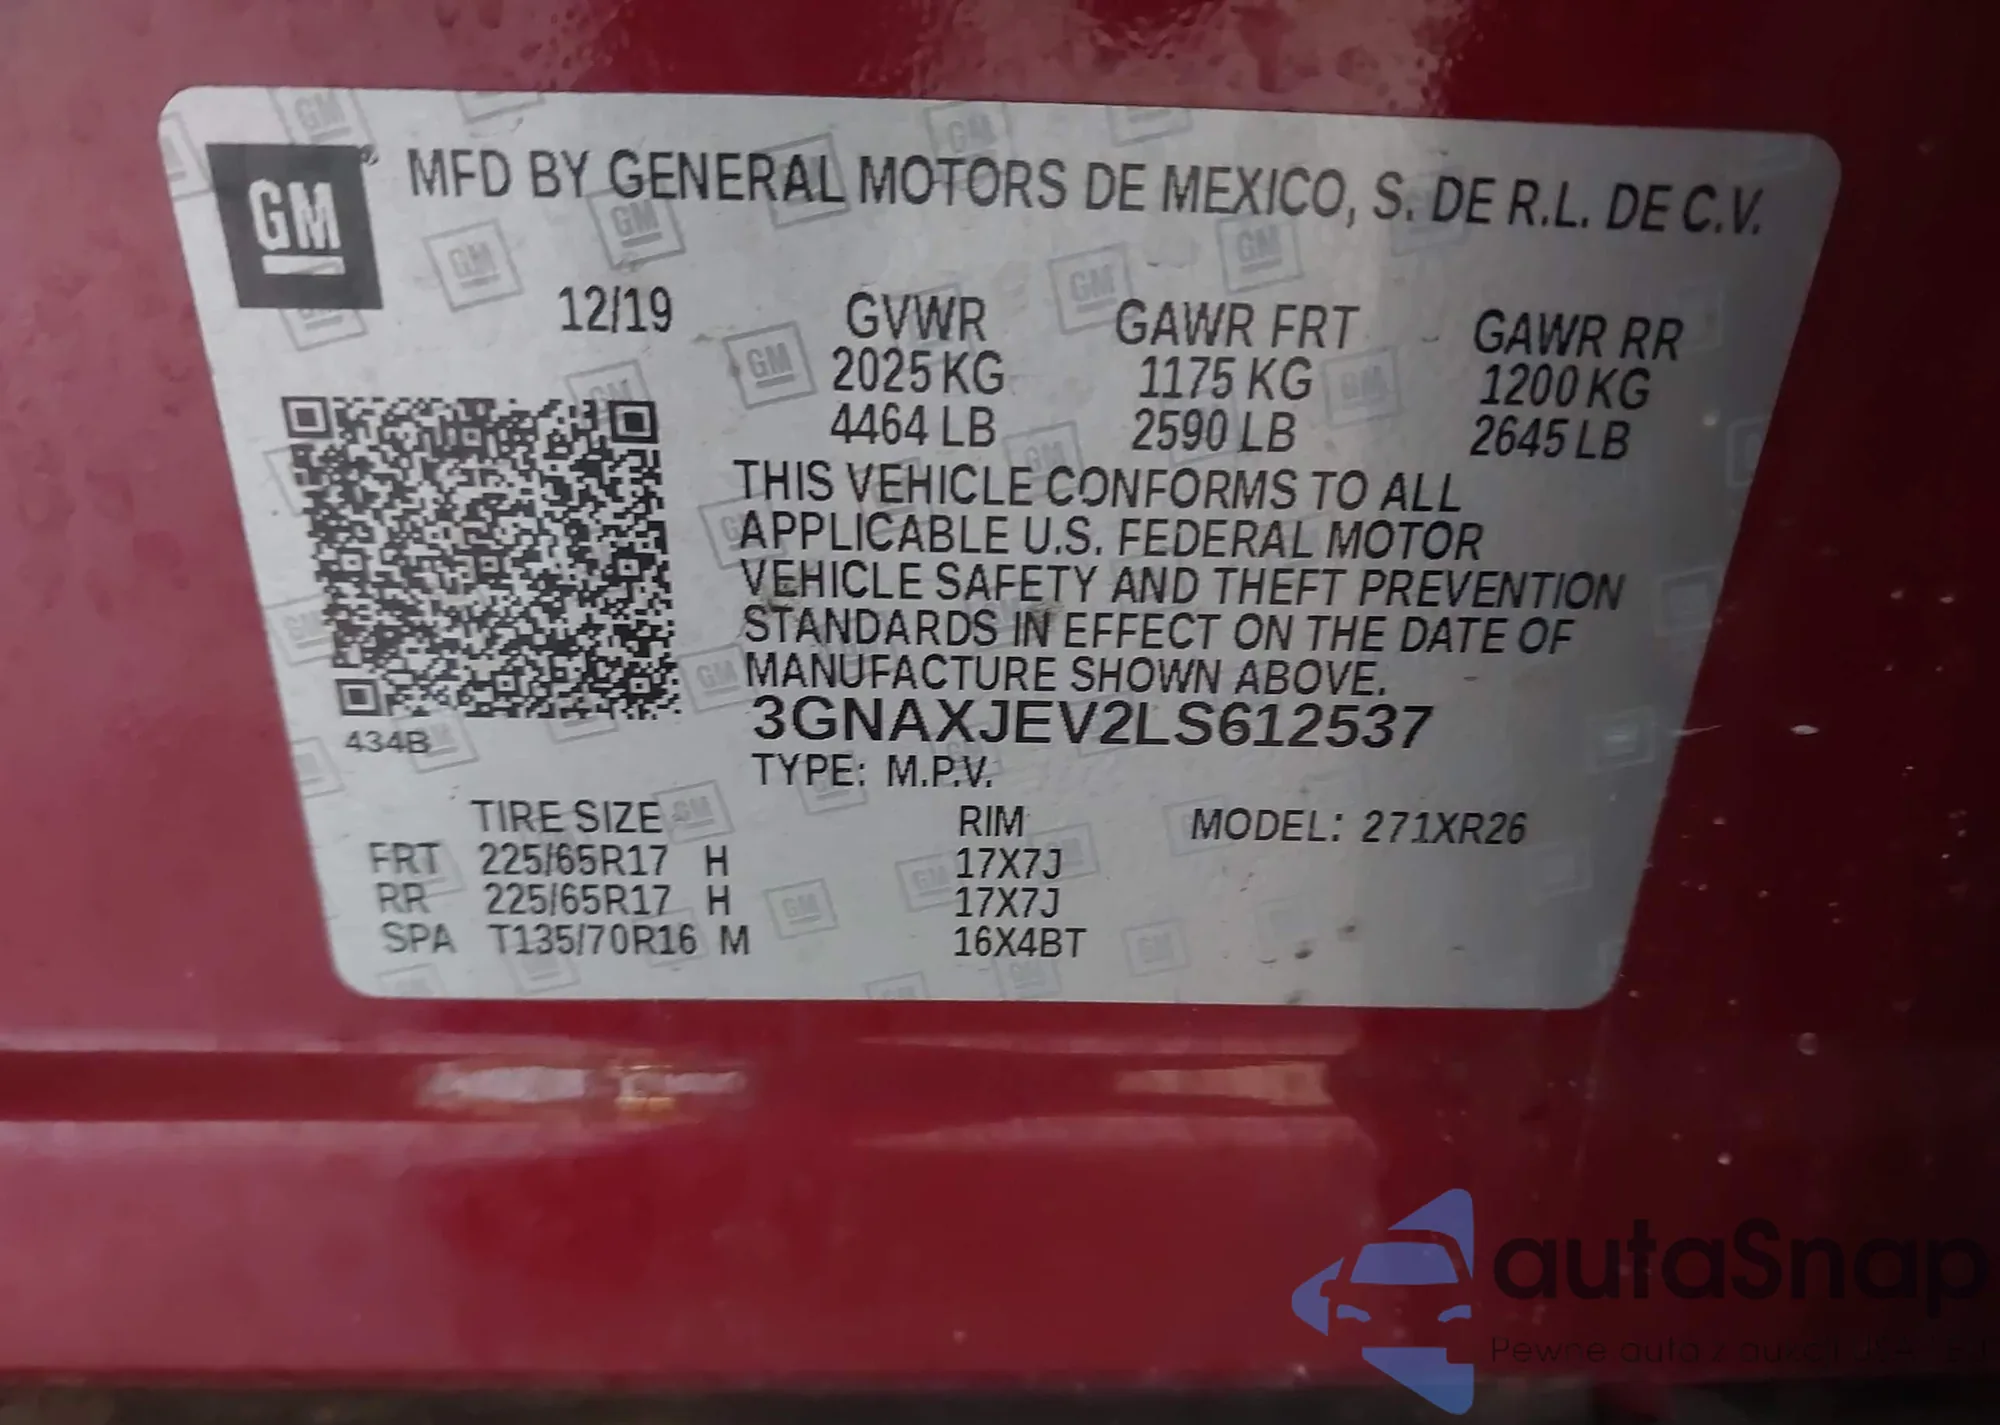 GM
MFD BY GENERAL MOTORS DE MEXICO, S. DE R.L. DE C.V.
12/19 GVWR GAWR FRT GAWR RR
2025 KG 1175 KG 1200 KG
4464 LB 2590 LB 2645 LB
THIS VEHICLE CONFORMS TO ALL
APPLICABLE U.S. FEDERAL MOTOR
VEHICLE SAFETY AND THEFT PREVENTION
STANDARDS IN EFFECT ON THE DATE OF
MANUFACTURE SHOWN ABOVE.
3GNAXJEV2LS612537
434B
TYPE: M.P.V.
TIRE SIZE RIM MODEL: 271XR26
FRT 225/65R17 H 17X7J
RR 225/65R17 H 17X7J
SPA T135/70R16 M 16X4BT
autaSnap
Pewne auta z